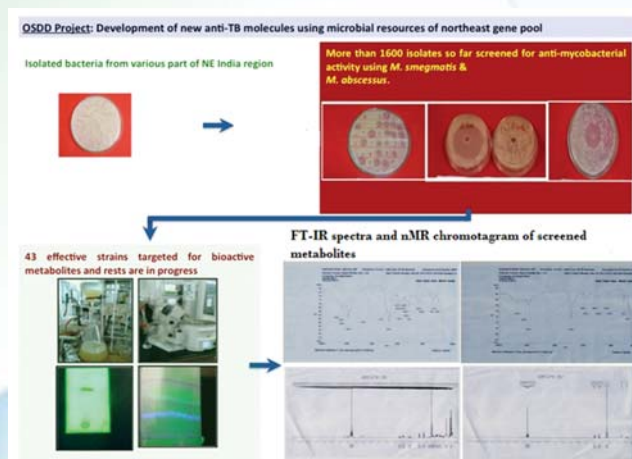 OSDD Project: Development of new anti-TB molecules using microbial resources of northeast gene pool
Isolated bacteria from various part of NE India region
More than 1600 isolates so far screened for anti-mycobacterial
activity using M. smegmatis &
M. obscessus.
43 effective strains targeted for bioactive
metabolites and rests are in progress
FT-IR spectra and nMR chromotagram of screened
metabolites